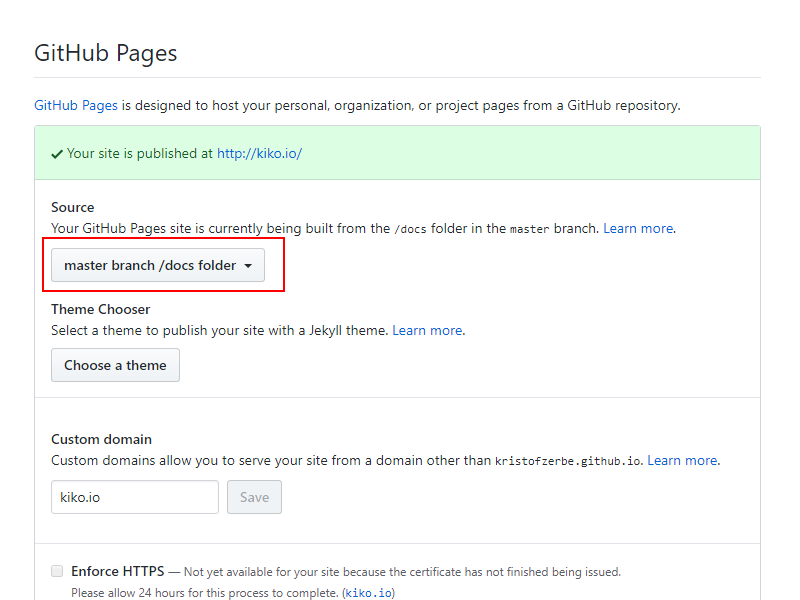 GitHub Pages
GitHub Pages is designed to host your personal, organization, or project pages from a GitHub repository.
Your site is published at http://kiko.io/
Source
Your GitHub Pages site is currently being built from the /docs folder in the master branch. Learn more.
master branch /docs folder
Theme Chooser
Select a theme to publish your site with a Jekyll theme. Learn more.
Choose a theme
Custom domain
Custom domains allow you to serve your site from a domain other than kristofzerbe.github.io. Learn more.
kiko.io Save
Enforce HTTPS — Not yet available for your site because the certificate has not finished being issued.
Please allow 24 hours for this process to complete. (kiko.io)